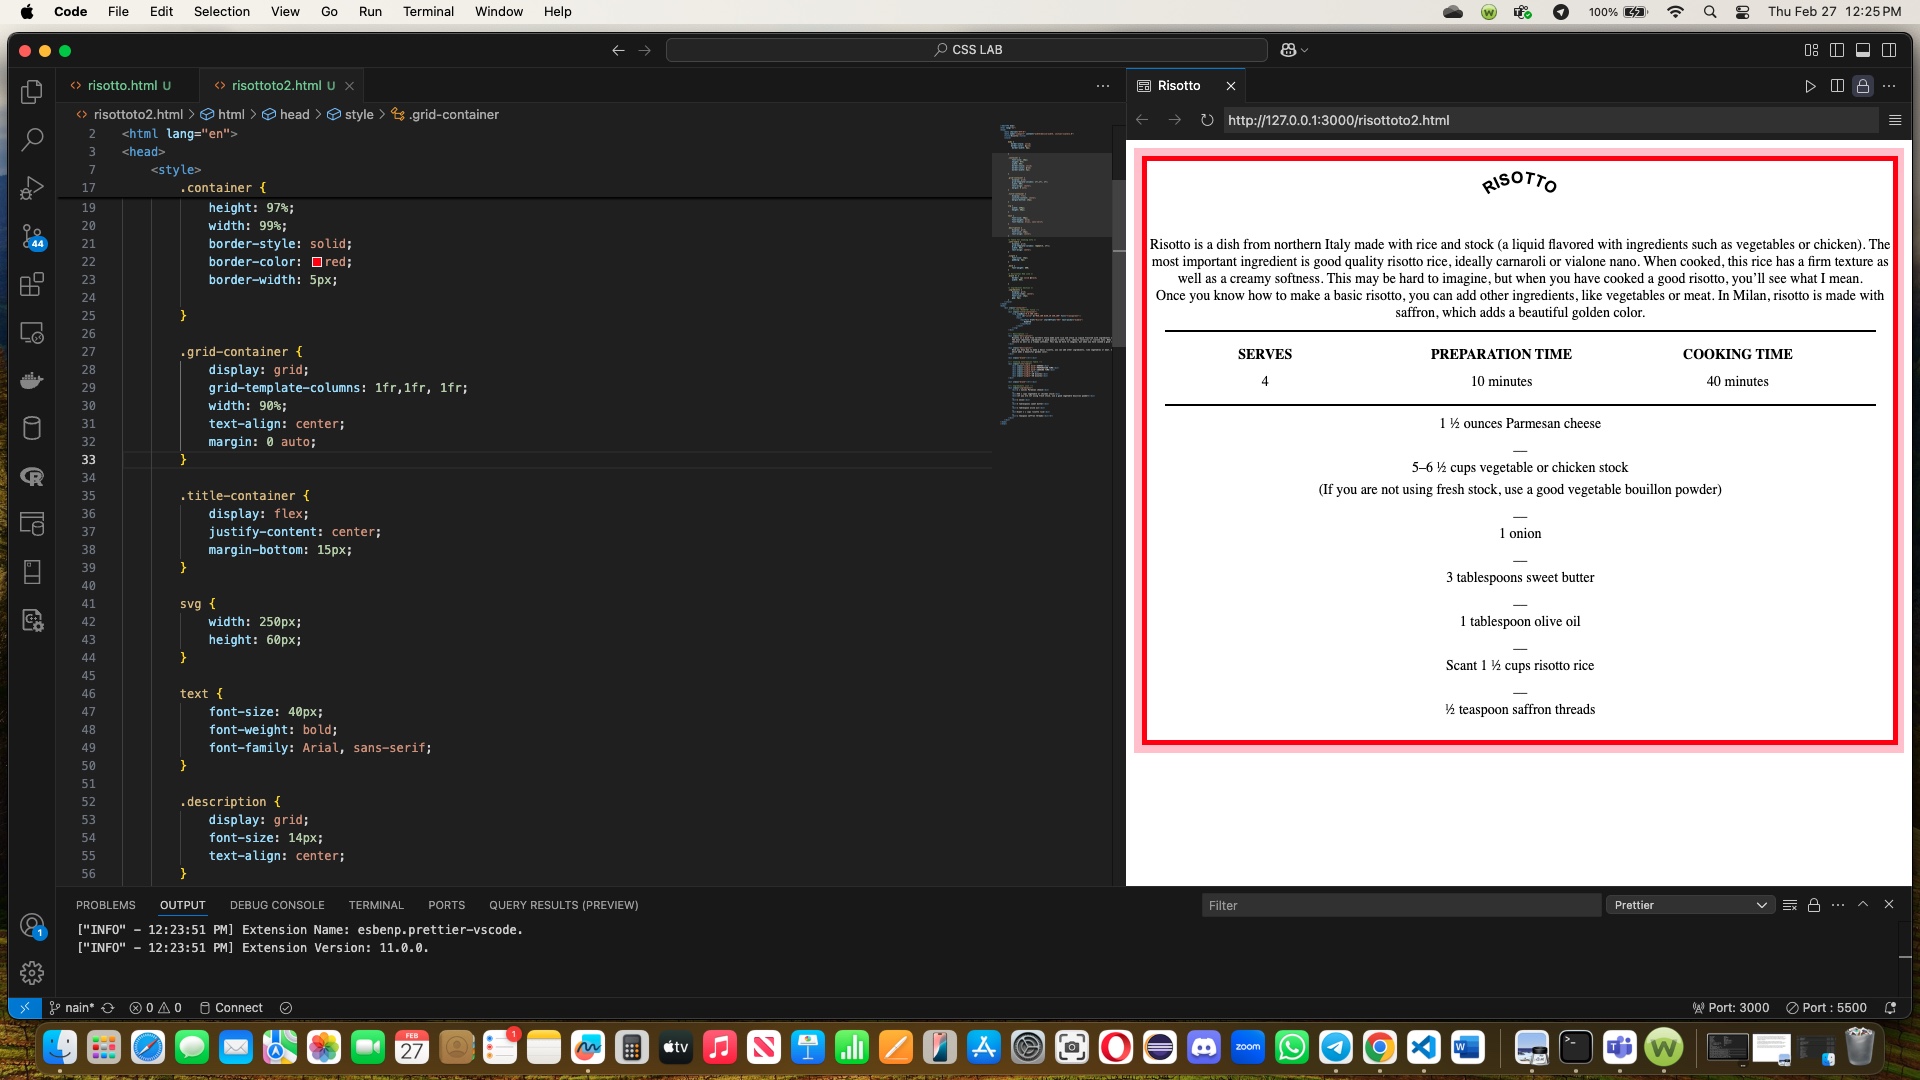 Code File Edit Selection View Go Run Terminal Window Help
100% Thu Feb 27 12:25 PM
CSS LAB
risotto.html U
risottoto2.html U
Risotto
risottoto2.html > html > head > style > .grid-container
http://127.0.0.1:3000/risottoto2.html
2 <html lang="en">
3 <head>
7 <style>
17 .container {
19 height: 97%;
20 width: 99%;
21 border-style: solid;
22 border-color: red;
23 border-width: 5px;
24
25 }
26
27 .grid-container {
28 display: grid;
29 grid-template-columns: 1fr,1fr, 1fr;
30 width: 90%;
31 text-align: center;
32 margin: 0 auto;
33 }
34
35 .title-container {
36 display: flex;
37 justify-content: center;
38 margin-bottom: 15px;
39 }
40
41 svg {
42 width: 250px;
43 height: 60px;
44 }
45
46 text {
47 font-size: 40px;
48 font-weight: bold;
49 font-family: Arial, sans-serif;
50 }
51
52 .description {
53 display: grid;
54 font-size: 14px;
55 text-align: center;
56 }
44
1
RISOTTO
Risotto is a dish from northern Italy made with rice and stock (a liquid flavored with ingredients such as vegetables or chicken). The
most important ingredient is good quality risotto rice, ideally carnaroli or vialone nano. When cooked, this rice has a firm texture as
well as a creamy softness. This may be hard to imagine, but when you have cooked a good risotto, you'll see what I mean.
Once you know how to make a basic risotto, you can add other ingredients, like vegetables or meat. In Milan, risotto is made with
saffron, which adds a beautiful golden color.
SERVES PREPARATION TIME COOKING TIME
4 10 minutes 40 minutes
1 ½ ounces Parmesan cheese
—
5–6 ½ cups vegetable or chicken stock
(If you are not using fresh stock, use a good vegetable bouillon powder)
—
1 onion
—
3 tablespoons sweet butter
—
1 tablespoon olive oil
—
Scant 1 ½ cups risotto rice
—
½ teaspoon saffron threads
PROBLEMS OUTPUT DEBUG CONSOLE TERMINAL PORTS QUERY RESULTS (PREVIEW)
Filter
Prettier
["INFO" - 12:23:51 PM] Extension Name: esbenp.prettier-vscode.
["INFO" - 12:23:51 PM] Extension Version: 11.0.0.
nain* 0 0 Connect
Port: 3000 Port : 5500
FEB
27
1
tv
zoom
W